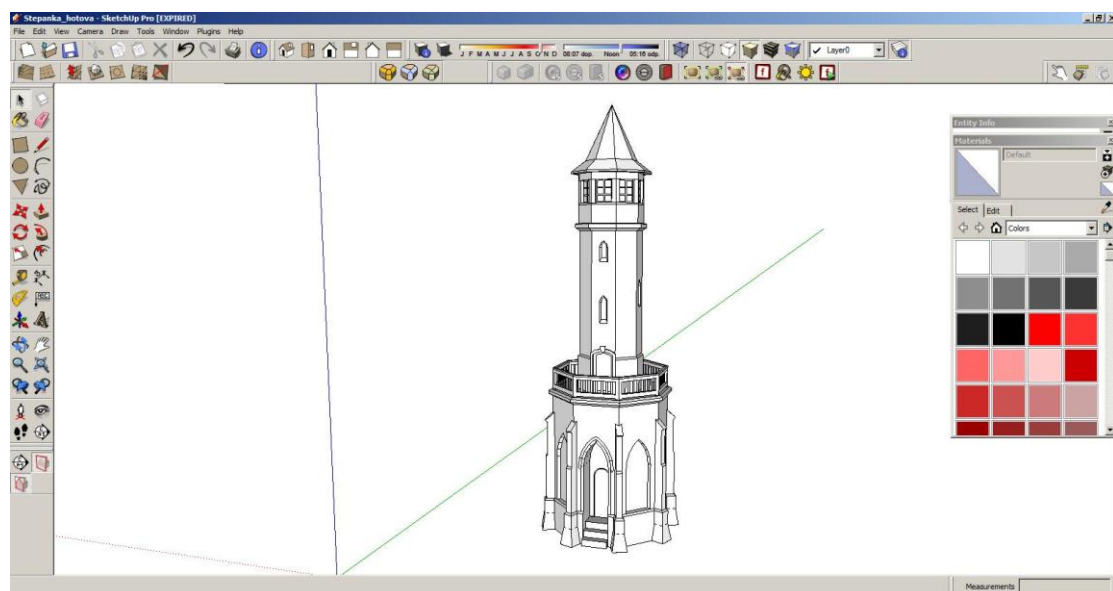 Stepanka_hotova - SketchUp Pro [EXPIRED]
File Edit View Camera Draw Tools Window Plugins Help
J F M A M J J A S O N D 08:07 dop. Noon 05:16 odp.
Layer0
Entity Info
Materials
Default
Select Edit
Colors
ABC
Measurements